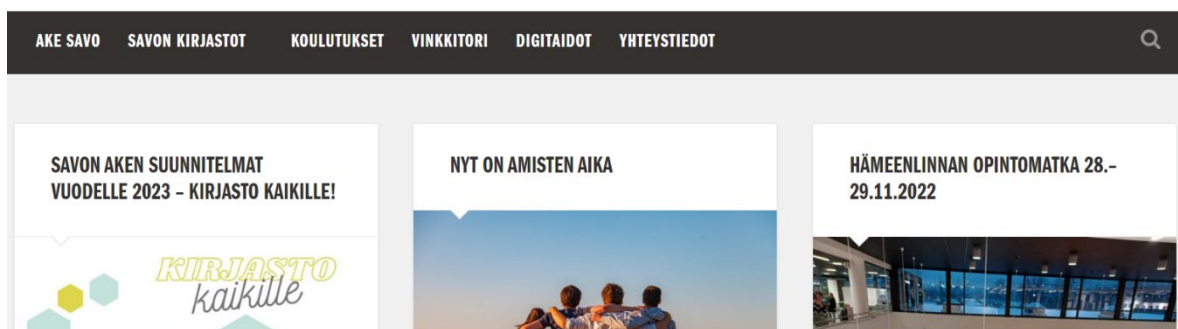 AKE SAVO SAVON KIRJASTOT KOULUTUKSET VINKKITORI DIGITAIDOT YHTEYSTIEDOT
SAVON AKEN SUUNNITELMAT
VUODELLE 2023 – KIRJASTO KAIKILLE!
KIRJASTO
kaikille
NYT ON AMISTEN AIKA
HÄMEENLINNAN OPINTOMATKA 28.–
29.11.2022